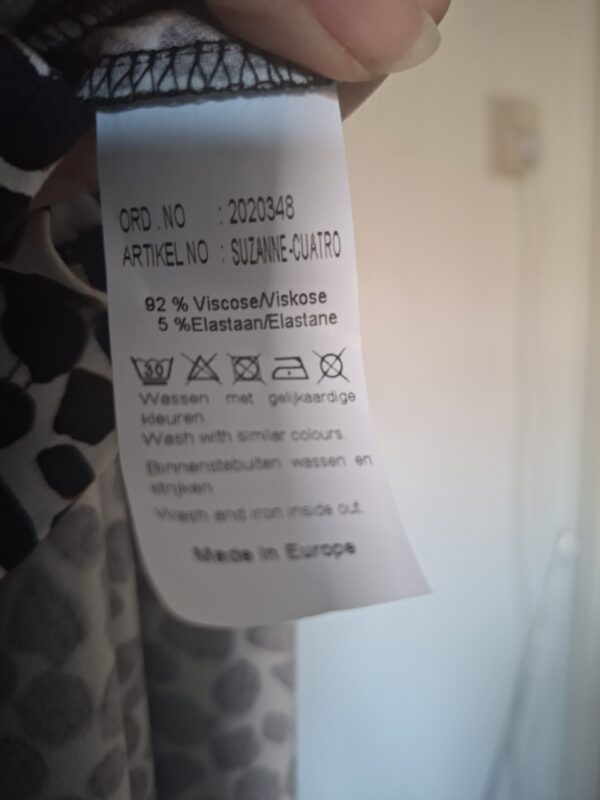 ORD . NO : 2020348
ARTIKEL NO : SUZANNE-CUATRO
92 % Viscose/Viskose
5 %Elastaan/Elastane
30
Wassen met gelijkaardige
kleuren
Wash with similar colours.
Binnenstebuiten wassen en
strijken
Wash and iron inside out.
Made in Europe